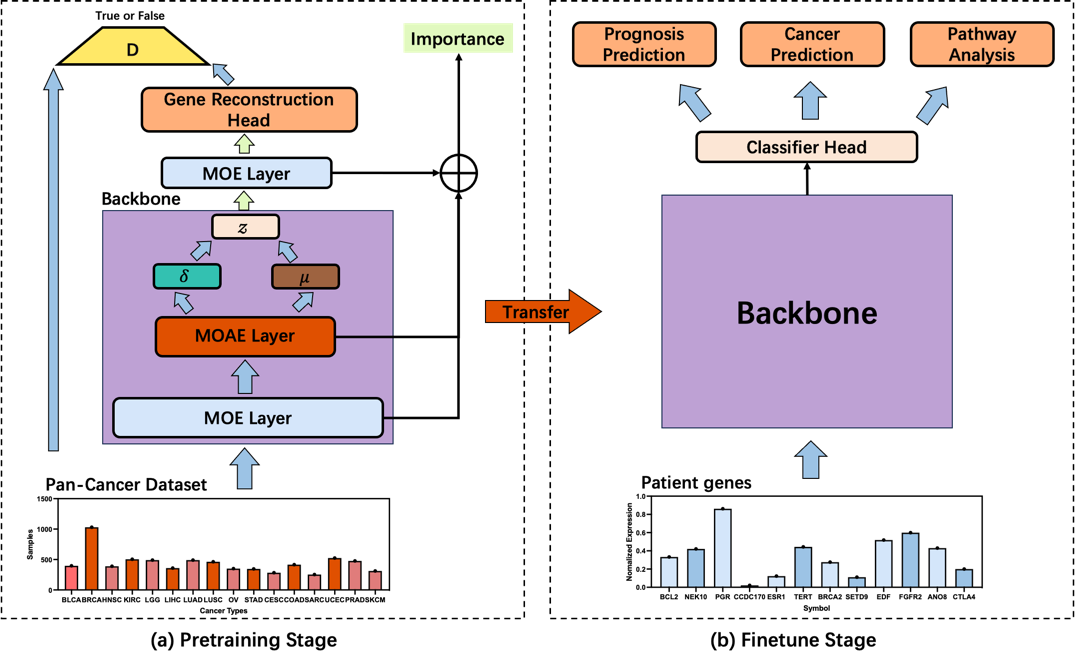 True or False
D
Importance
Gene Reconstruction
Head
MOE Layer
Backbone
z
δ
μ
MOAE Layer
MOE Layer
Pan-Cancer Dataset
1500
1000
500
0
Samples
BLCA BRCA HNSC KIRC LGG LIHC LUAD LUSC OV STAD CESC COAD SARC UCEC PRAD SKCM
Cancer Types
(a) Pretraining Stage
Transfer
Prognosis
Prediction
Cancer
Prediction
Pathway
Analysis
Classifier Head
Backbone
Patient genes
1.0
0.8
0.6
0.4
0.2
0.0
Normalized Expression
BCL2 NEK10 PGR CCDC170 ESR1 TERT BRCA2 SETD9 EDF FGFR2 ANO8 CTLA4
Symbol
(b) Finetune Stage